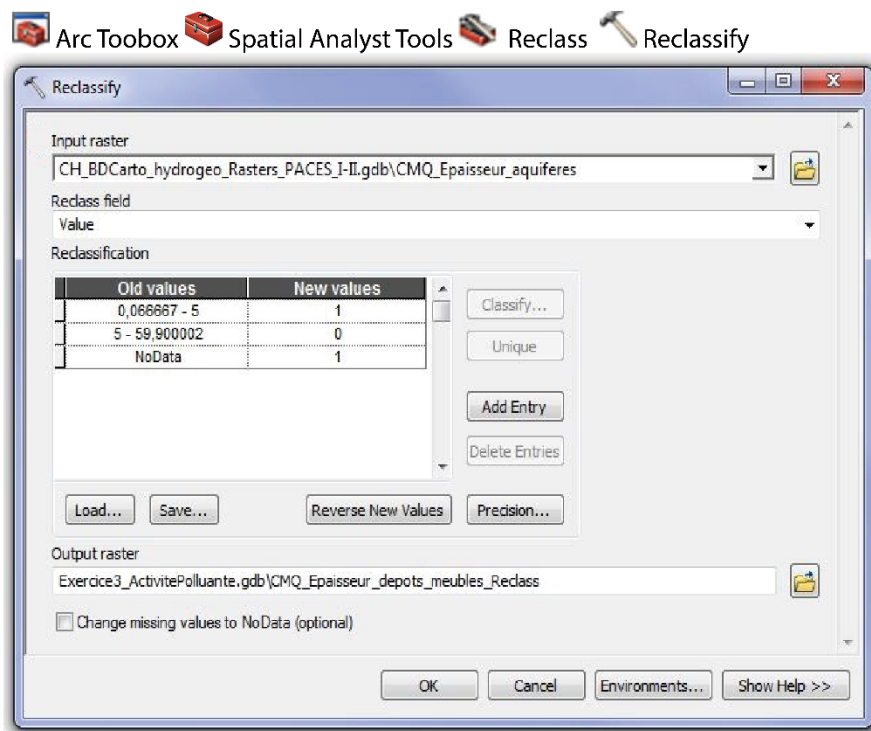 Arc Toobox Spatial Analyst Tools Reclass Reclassify
Reclassify
Input raster
CH_BDCarto_hydrogeo_Rasters_PACES_I-II.gdb\CMQ_Epaisseur_aquiferes
Reclass field
Value
Reclassification
Old values New values
0,066667 - 5 1
5 - 59,900002 0
NoData 1
Classify...
Unique
Add Entry
Delete Entries
Load... Save... Reverse New Values Precision...
Output raster
Exercice3_ActivitePolluante.gdb\CMQ_Epaisseur_depots_meubles_Reclass
Change missing values to NoData (optional)
OK Cancel Environments... Show Help >>